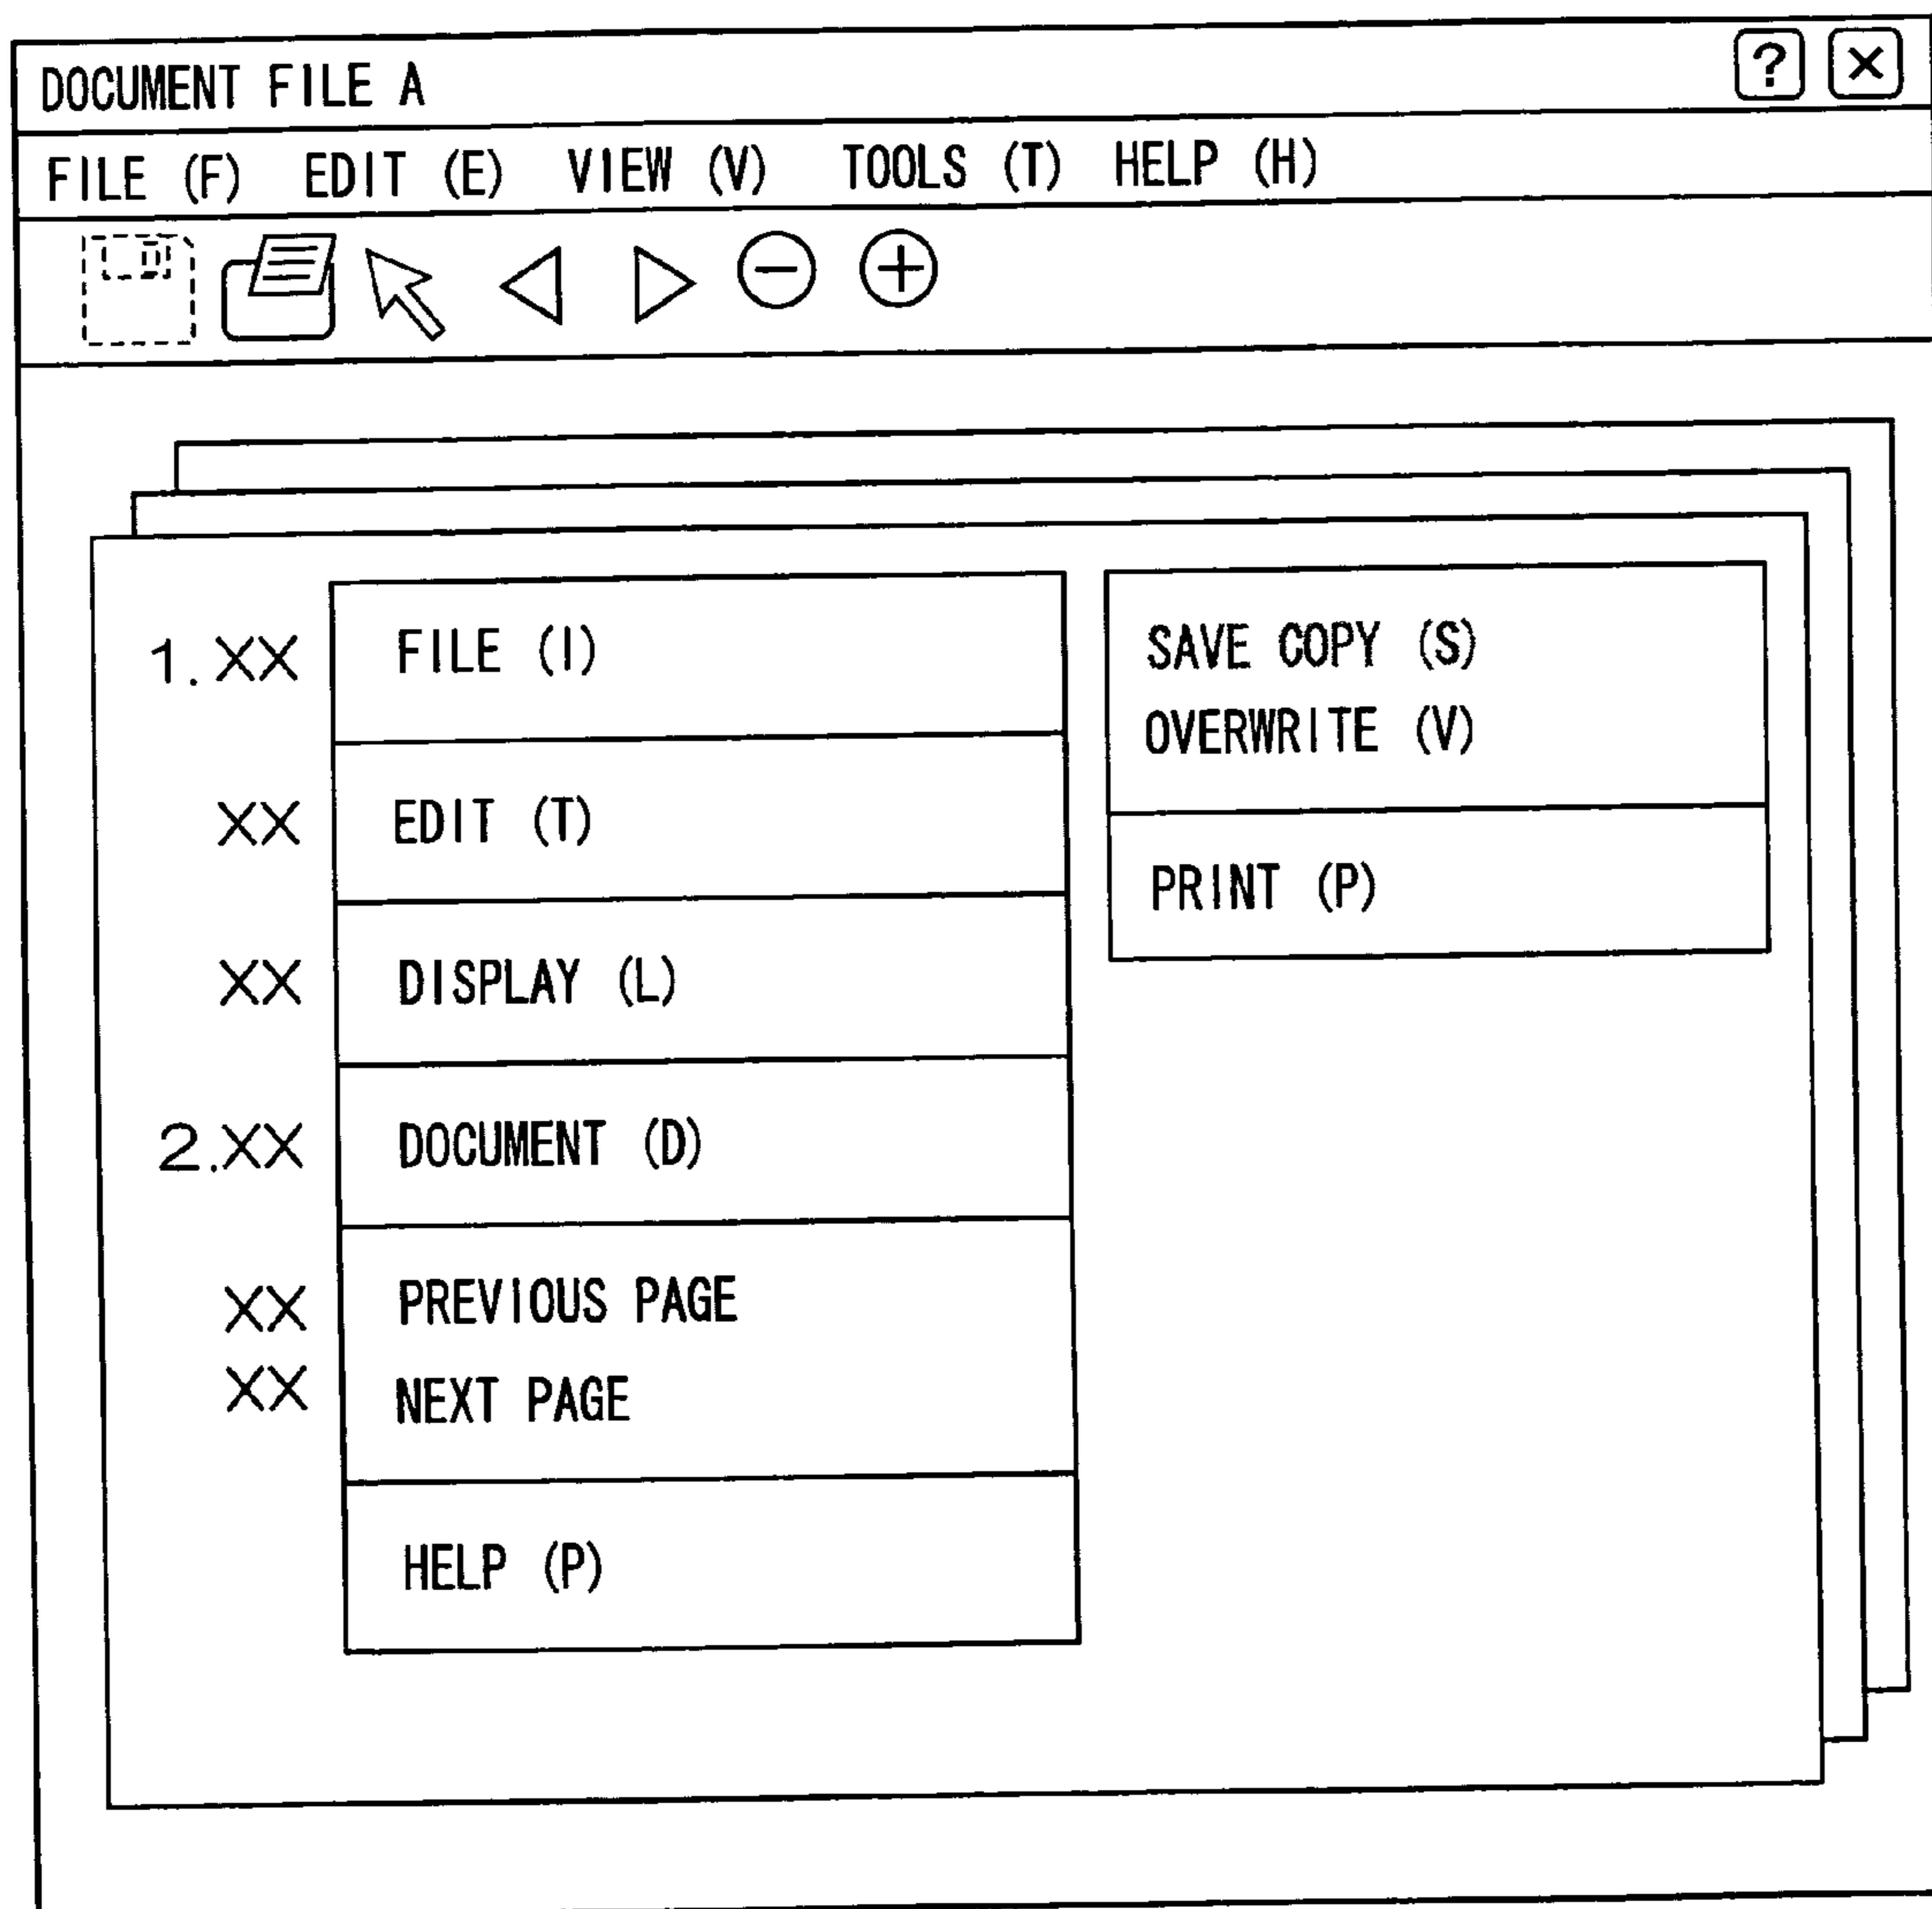 DOCUMENT FILE A ? ×
FILE (F) EDIT (E) VIEW (V) TOOLS (T) HELP (H)
1. XX FILE (I)
XX EDIT (T)
XX DISPLAY (L)
2. XX DOCUMENT (D)
XX PREVIOUS PAGE
XX NEXT PAGE
HELP (P)
SAVE COPY (S)
OVERWRITE (V)
PRINT (P)